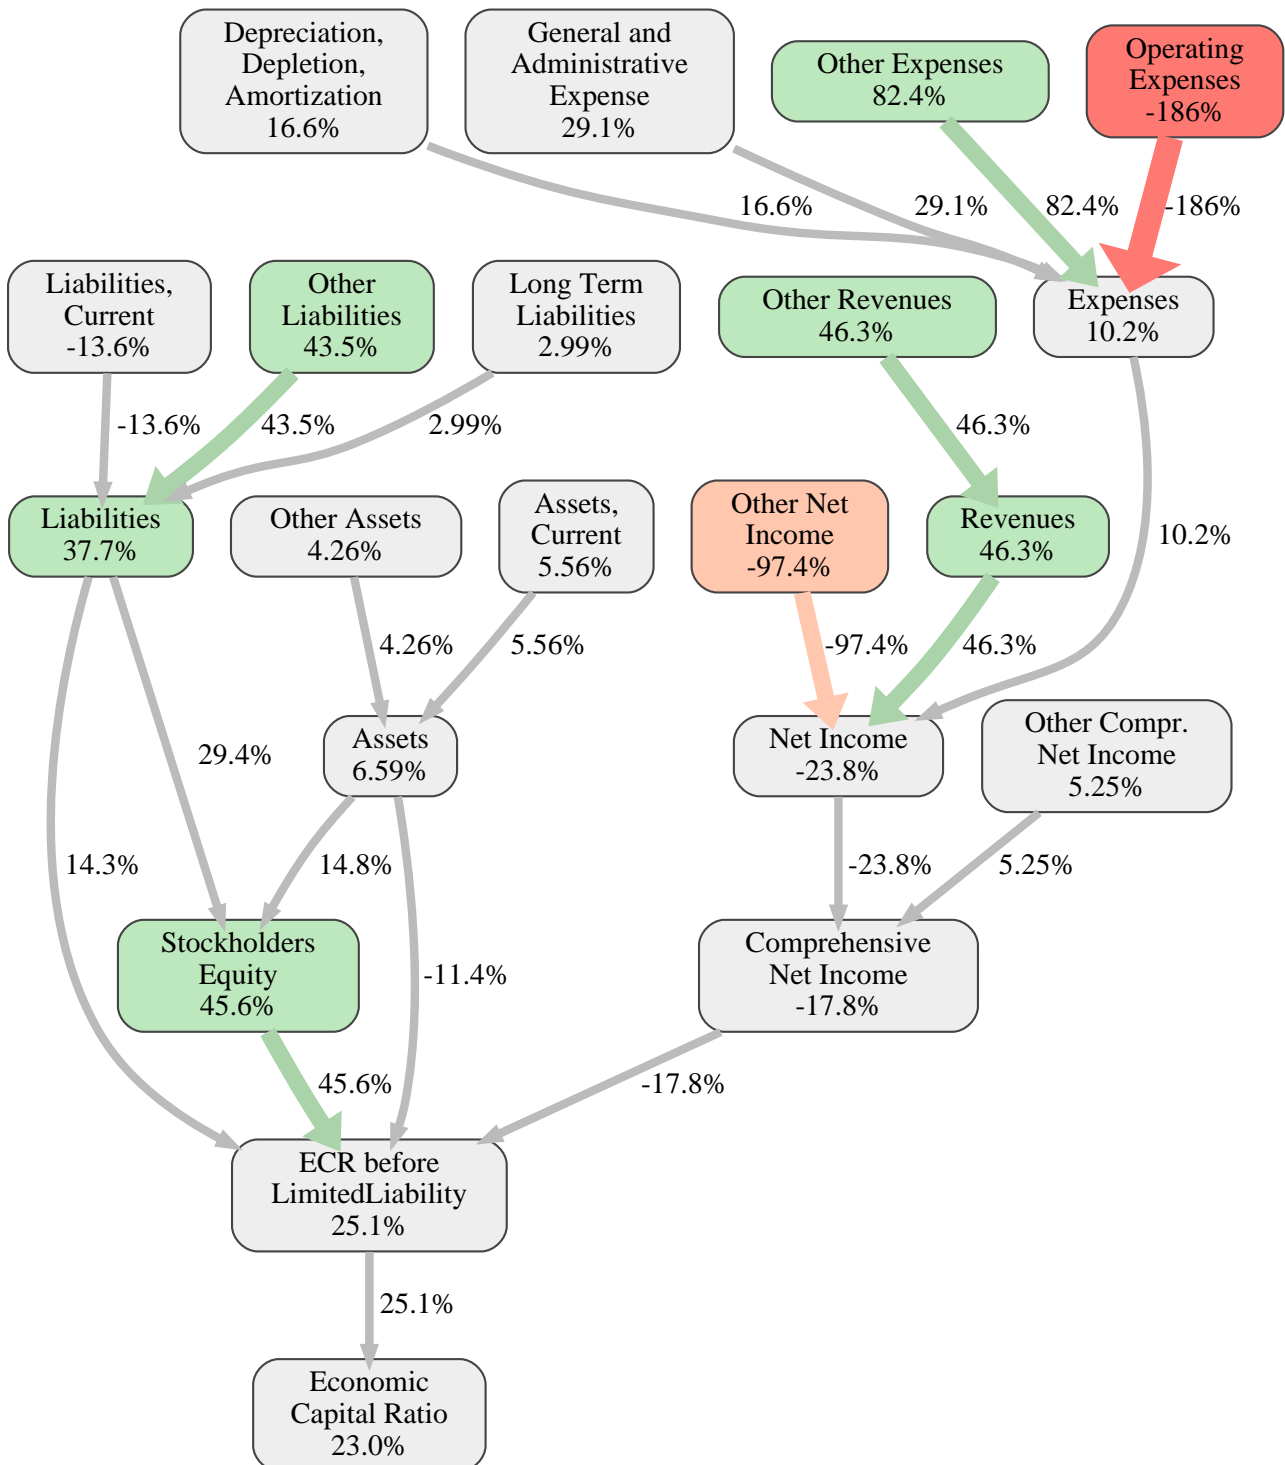 Depreciation,
Depletion,
Amortization
16.6%
General and
Administrative
Expense
29.1%
Other Expenses
82.4%
Operating
Expenses
-186%
16.6%
29.1%
82.4%
-186%
Liabilities,
Current
-13.6%
Other
Liabilities
43.5%
Long Term
Liabilities
2.99%
Other Revenues
46.3%
Expenses
10.2%
-13.6%
43.5%
2.99%
46.3%
10.2%
Liabilities
37.7%
Other Assets
4.26%
Assets,
Current
5.56%
Other Net
Income
-97.4%
Revenues
46.3%
4.26%
5.56%
-97.4%
46.3%
29.4%
Assets
6.59%
Net Income
-23.8%
Other Compr.
Net Income
5.25%
14.3%
14.8%
-23.8%
5.25%
Stockholders
Equity
45.6%
-11.4%
Comprehensive
Net Income
-17.8%
45.6%
-17.8%
ECR before
LimitedLiability
25.1%
25.1%
Economic
Capital Ratio
23.0%